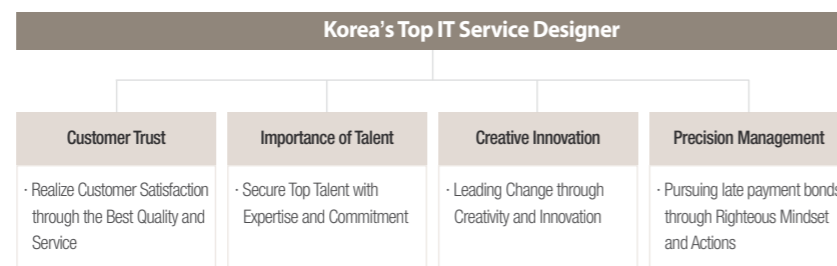 Korea's Top IT Service Designer
Customer Trust
· Realize Customer Satisfaction
through the Best Quality and
Service
Importance of Talent
· Secure Top Talent with
Expertise and Commitment
Creative Innovation
· Leading Change through
Creativity and Innovation
Precision Management
· Pursuing late payment bonds
through Righteous Mindset
and Actions